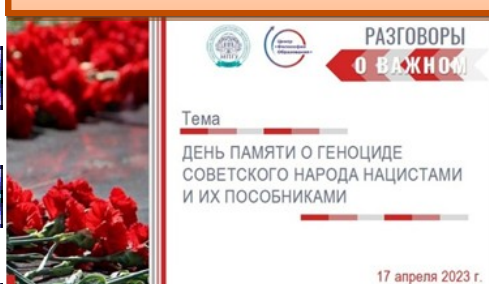 РАЗГОВОРЫ
О ВАЖНОМ
Тема
ДЕНЬ ПАМЯТИ О ГЕНОЦИДЕ
СОВЕТСКОГО НАРОДА НАЦИСТАМИ
И ИХ ПОСОБНИКАМИ
17 апреля 2023 г.